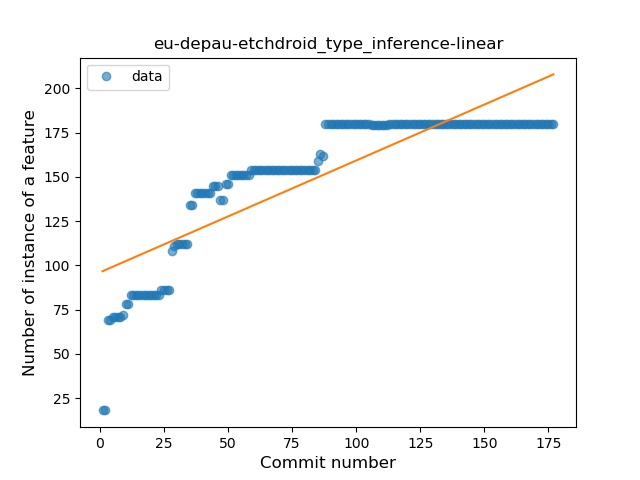 eu-depau-etchdroid_type_inference-linear
data
Number of instance of a feature
200
175
150
125
100
75
50
25
0 25 50 75 100 125 150 175
Commit number